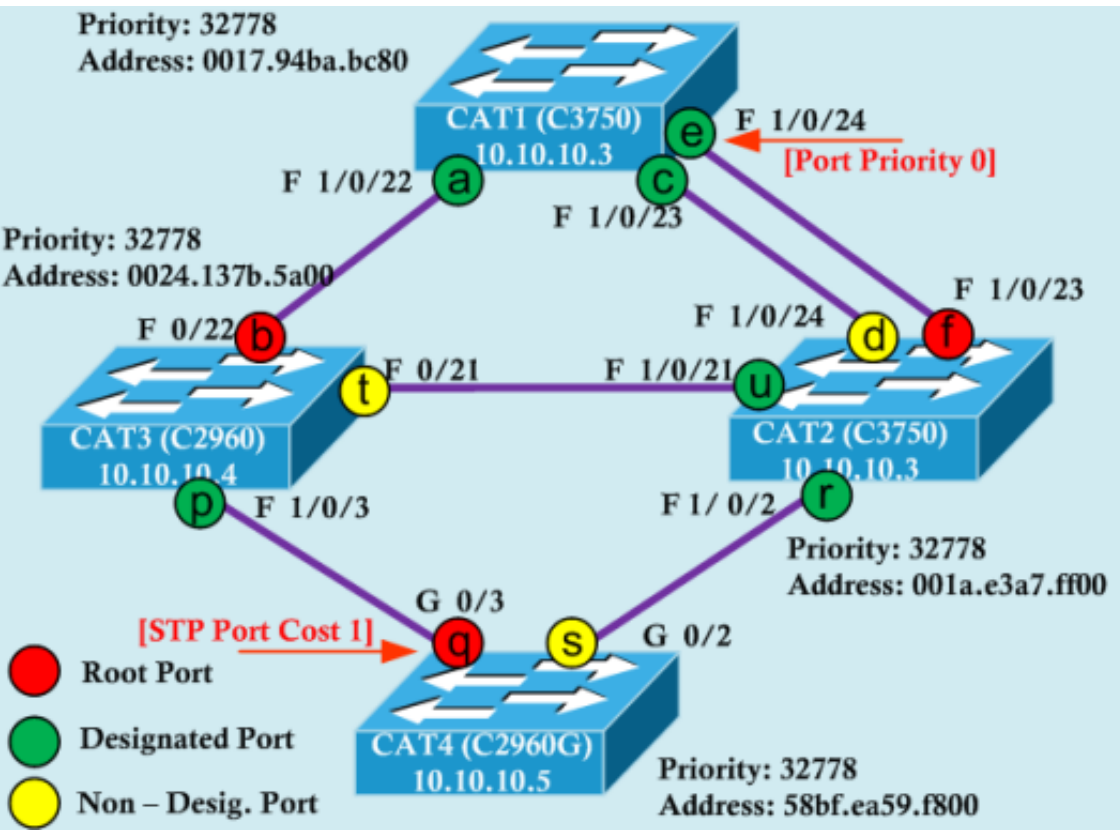 Priority: 32778
Address: 0017.94ba.bc80
CAT1 (C3750)
10.10.10.3
e
F 1/0/24
[Port Priority 0]
F 1/0/22
a
c
F 1/0/23
Priority: 32778
Address: 0024.137b.5a00
F 1/0/23
F 1/0/24
F 0/22
b
d
f
t
F 0/21
F 1/0/21
u
CAT3 (C2960)
10.10.10.4
CAT2 (C3750)
10.10.10.3
p
F 1/0/3
F 1/ 0/2
r
Priority: 32778
Address: 001a.e3a7.ff00
G 0/3
[STP Port Cost 1]
q
s
G 0/2
Root Port
Designated Port
Non – Desig. Port
CAT4 (C2960G)
10.10.10.5
Priority: 32778
Address: 58bf.ea59.f800